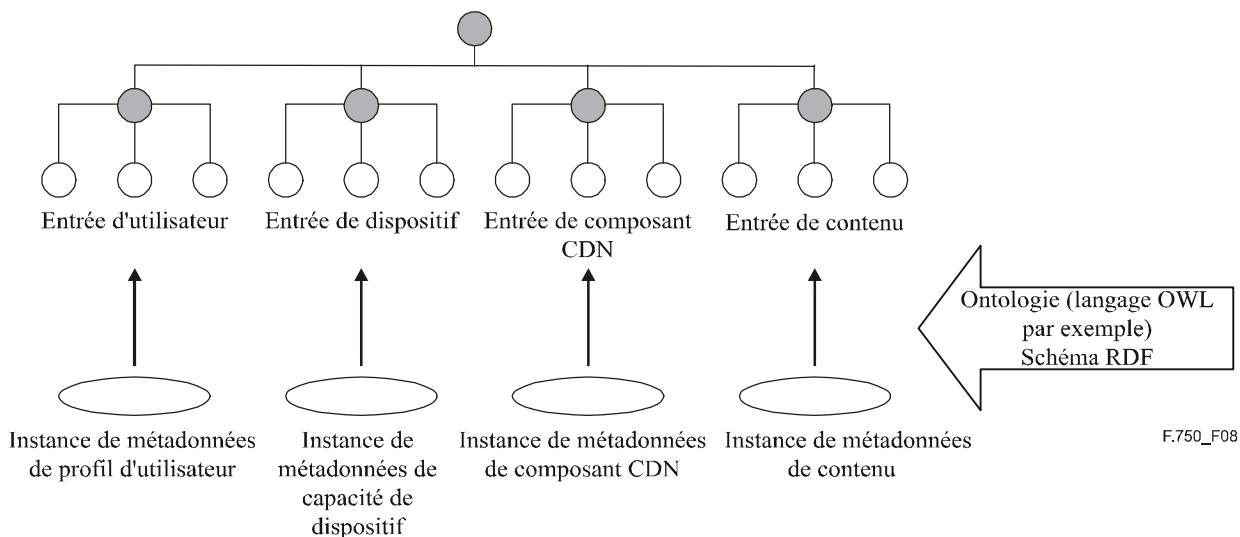 Entrée d'utilisateur
Entrée de dispositif
Entrée de composant
CDN
Entrée de contenu
Ontologie (langage OWL
par exemple)
Schéma RDF
Instance de métadonnées
de profil d'utilisateur
Instance de
métadonnées de
capacité de
dispositif
Instance de métadonnées
de composant CDN
Instance de métadonnées
de contenu
F.750_F08